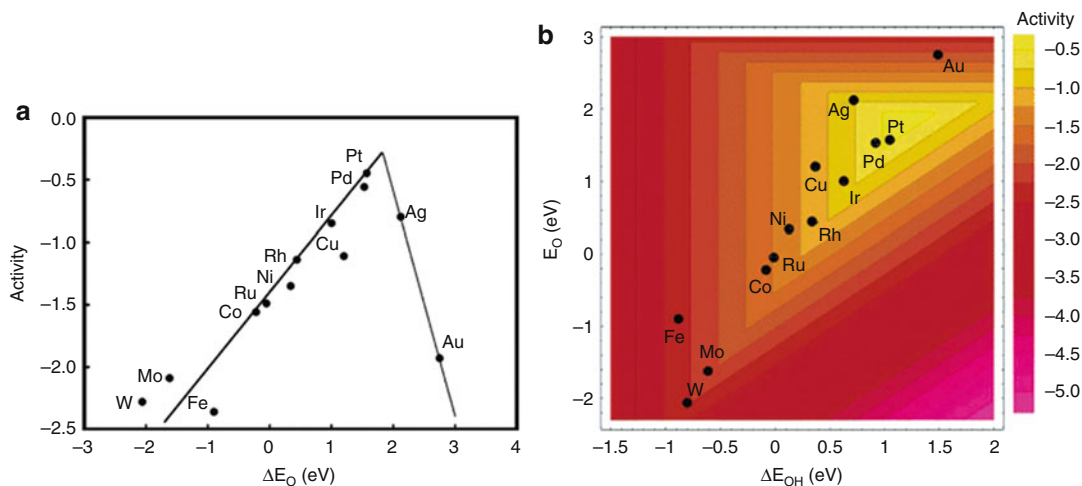 a
0.0
−0.5
−1.0
−1.5
−2.0
−2.5
Activity
Pt
Pd
Ag
Ir
Cu
Rh
Ni
Ru
Co
Au
Mo
W
Fe
−3 −2 −1 0 1 2 3 4
ΔE_O (eV)
b
3
2
1
0
−1
−2
E_O (eV)
Au
Ag
Pt
Pd
Cu
Ir
Ni
Rh
Ru
Co
Fe
Mo
W
−1.5 −1 −0.5 0 0.5 1 1.5 2
ΔE_OH (eV)
Activity
−0.5
−1.0
−1.5
−2.0
−2.5
−3.0
−3.5
−4.0
−4.5
−5.0